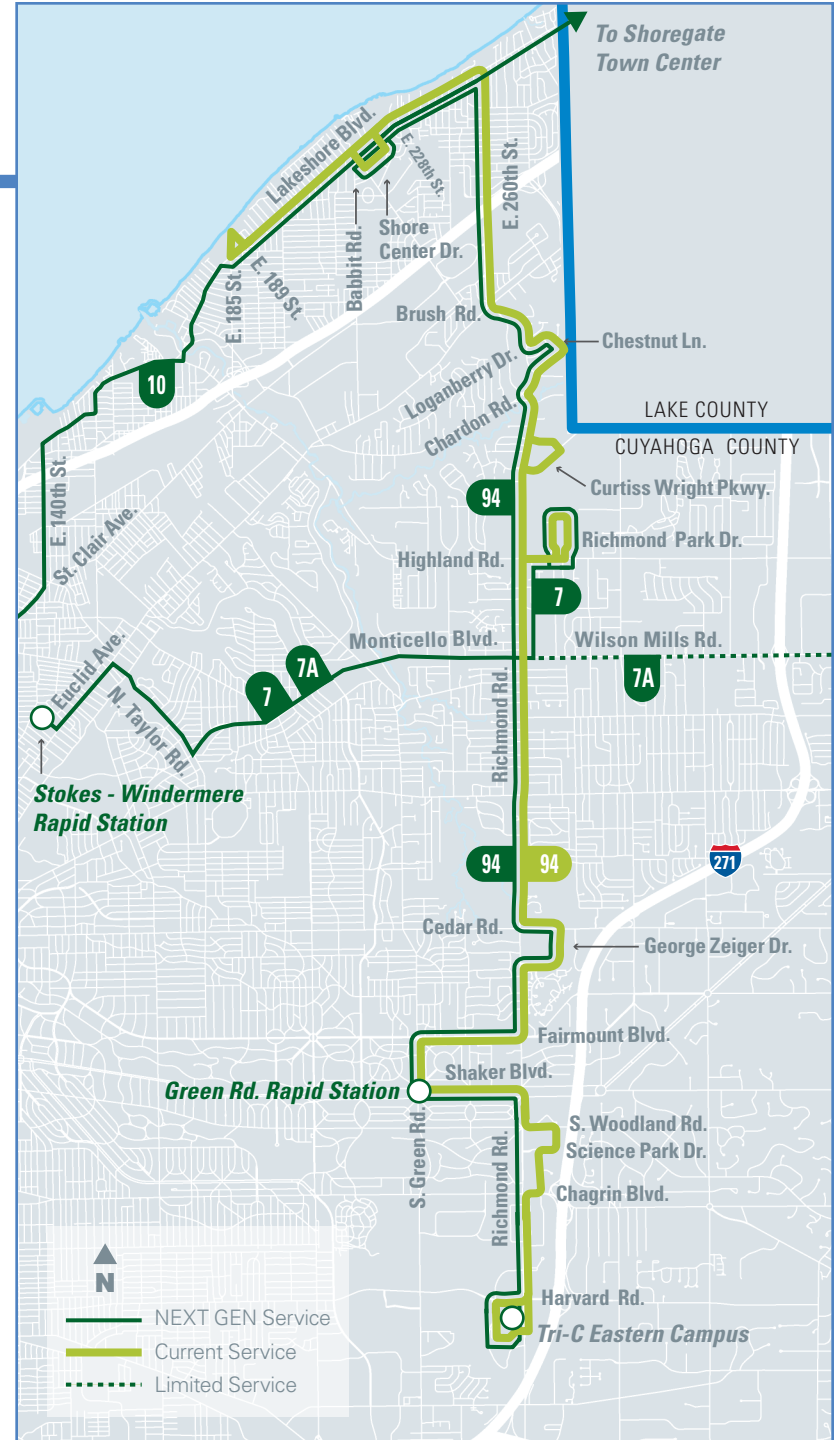 To Shoregate
Town Center
Lakeshore Blvd.
E. 228th St.
E. 260th St.
Babbit Rd.
Shore
Center Dr.
E. 185 St.
E. 189 St.
Brush Rd.
Chestnut Ln.
Loganberry Dr.
10
Chardon Rd.
LAKE COUNTY
CUYAHOGA COUNTY
E. 140th St.
St. Clair Ave.
94
Curtiss Wright Pkwy.
Richmond Park Dr.
Highland Rd.
7
Monticello Blvd.
Wilson Mills Rd.
7A
7
7A
Euclid Ave.
N. Taylor Rd.
Richmond Rd.
Stokes - Windermere
Rapid Station
94
94
271
Cedar Rd.
George Zeiger Dr.
Fairmount Blvd.
Shaker Blvd.
Green Rd. Rapid Station
S. Green Rd.
S. Woodland Rd.
Science Park Dr.
Chagrin Blvd.
Richmond Rd.
Harvard Rd.
Tri-C Eastern Campus
N
NEXT GEN Service
Current Service
Limited Service